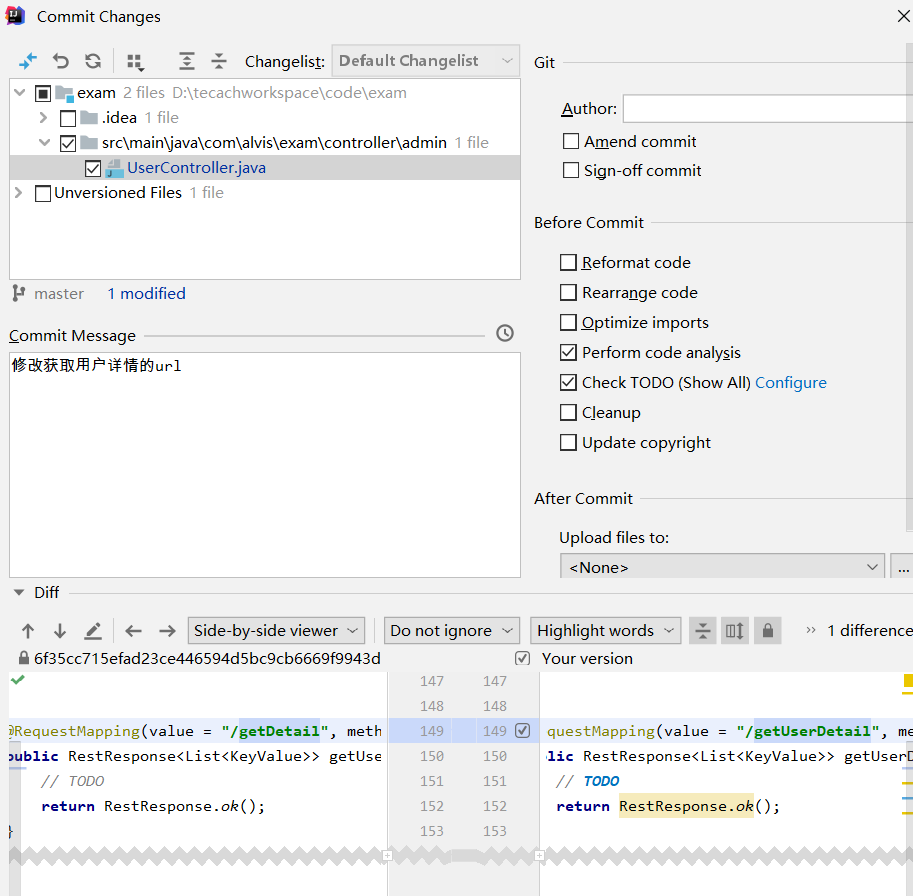 Commit Changes
Changelist: Default Changelist
exam 2 files D:\tecachworkspace\code\exam
.idea 1 file
src\main\java\com\alvis\exam\controller\admin 1 file
UserController.java
Unversioned Files 1 file
master 1 modified
Commit Message
修改获取用户详情的url
Git
Author:
Amend commit
Sign-off commit
Before Commit
Reformat code
Rearrange code
Optimize imports
Perform code analysis
Check TODO (Show All) Configure
Cleanup
Update copyright
After Commit
Upload files to:
<None>
...
Diff
Side-by-side viewer Do not ignore Highlight words 1 difference
6f35cc715efad23ce446594d5bc9cb6669f9943d Your version
147 147
148 148
@RequestMapping(value = "/getDetail", meth 149 149 questMapping(value = "/getUserDetail", me
public RestResponse<List<KeyValue>> getUse 150 150 lic RestResponse<List<KeyValue>> getUserD
// TODO 151 151 // TODO
return RestResponse.ok(); 152 152 return RestResponse.ok();
} 153 153